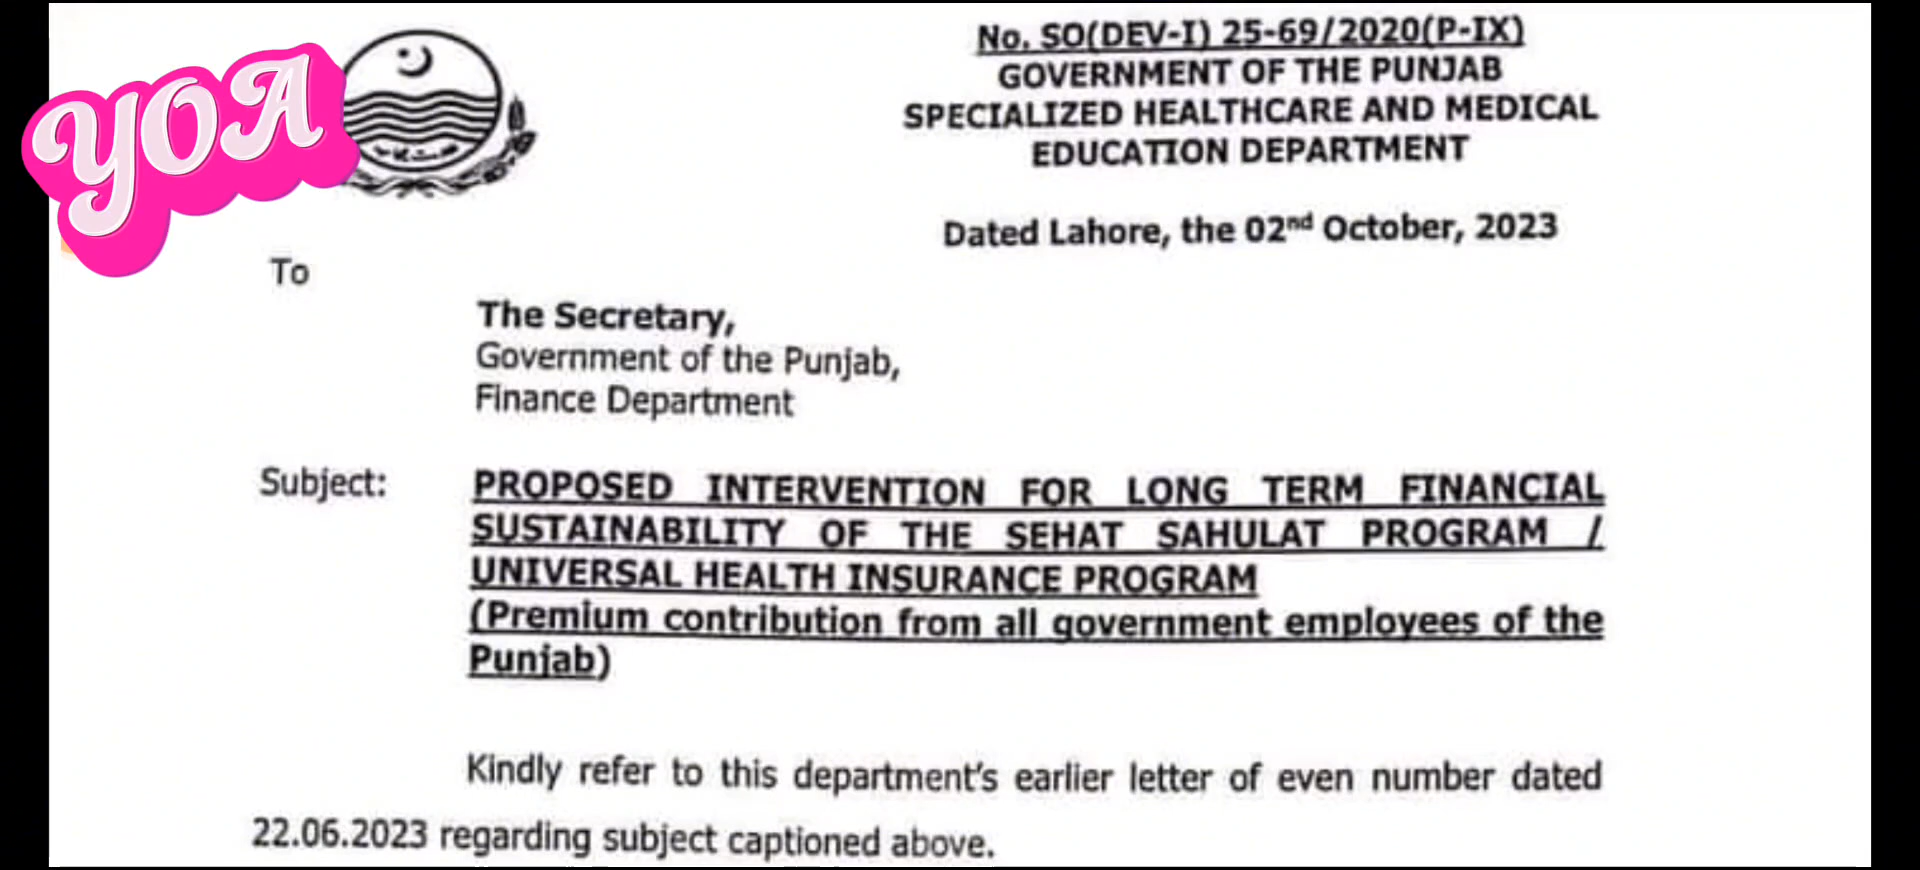 YOA
No. SO(DEV-I) 25-69/2020(P-IX)
GOVERNMENT OF THE PUNJAB
SPECIALIZED HEALTHCARE AND MEDICAL
EDUCATION DEPARTMENT
Dated Lahore, the 02nd October, 2023
To
The Secretary,
Government of the Punjab,
Finance Department
Subject:
PROPOSED INTERVENTION FOR LONG TERM FINANCIAL
SUSTAINABILITY OF THE SEHAT SAHULAT PROGRAM /
UNIVERSAL HEALTH INSURANCE PROGRAM
(Premium contribution from all government employees of the
Punjab)
Kindly refer to this department's earlier letter of even number dated
22.06.2023 regarding subject captioned above.